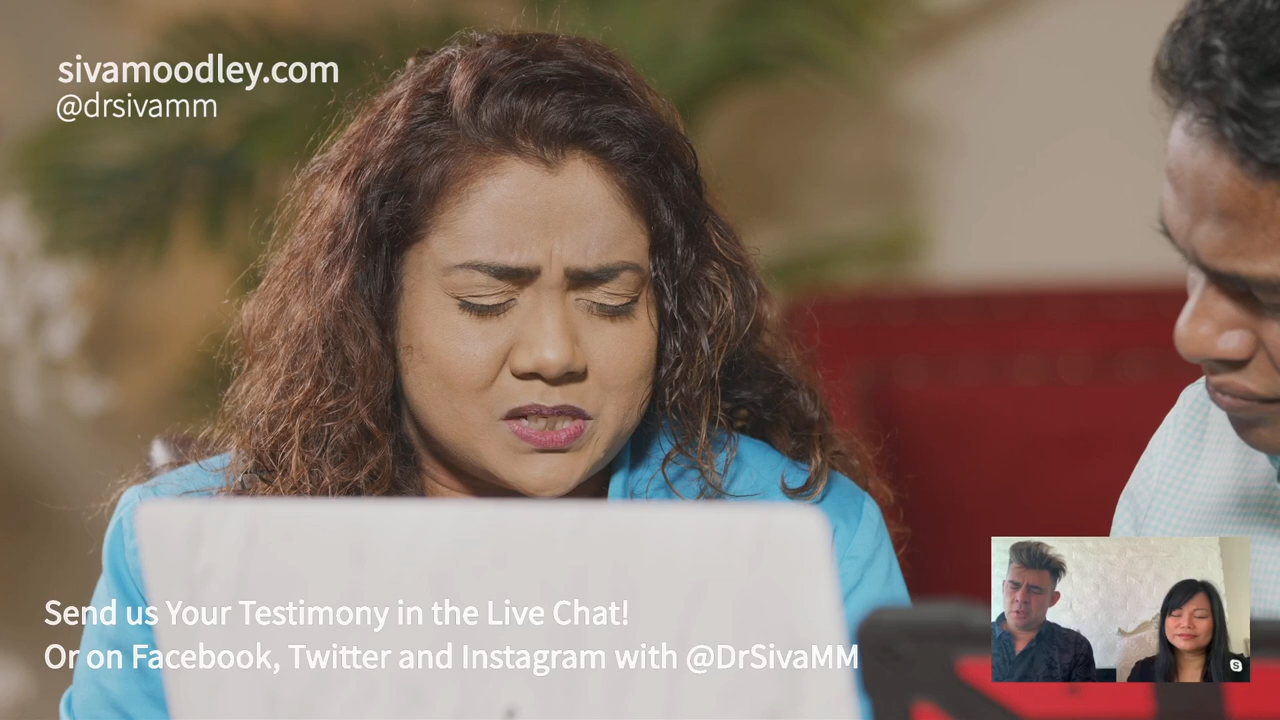 sivamoodley.com
@drsivamm
Send us Your Testimony in the Live Chat!
Or on Facebook, Twitter and Instagram with @DrSivaMM